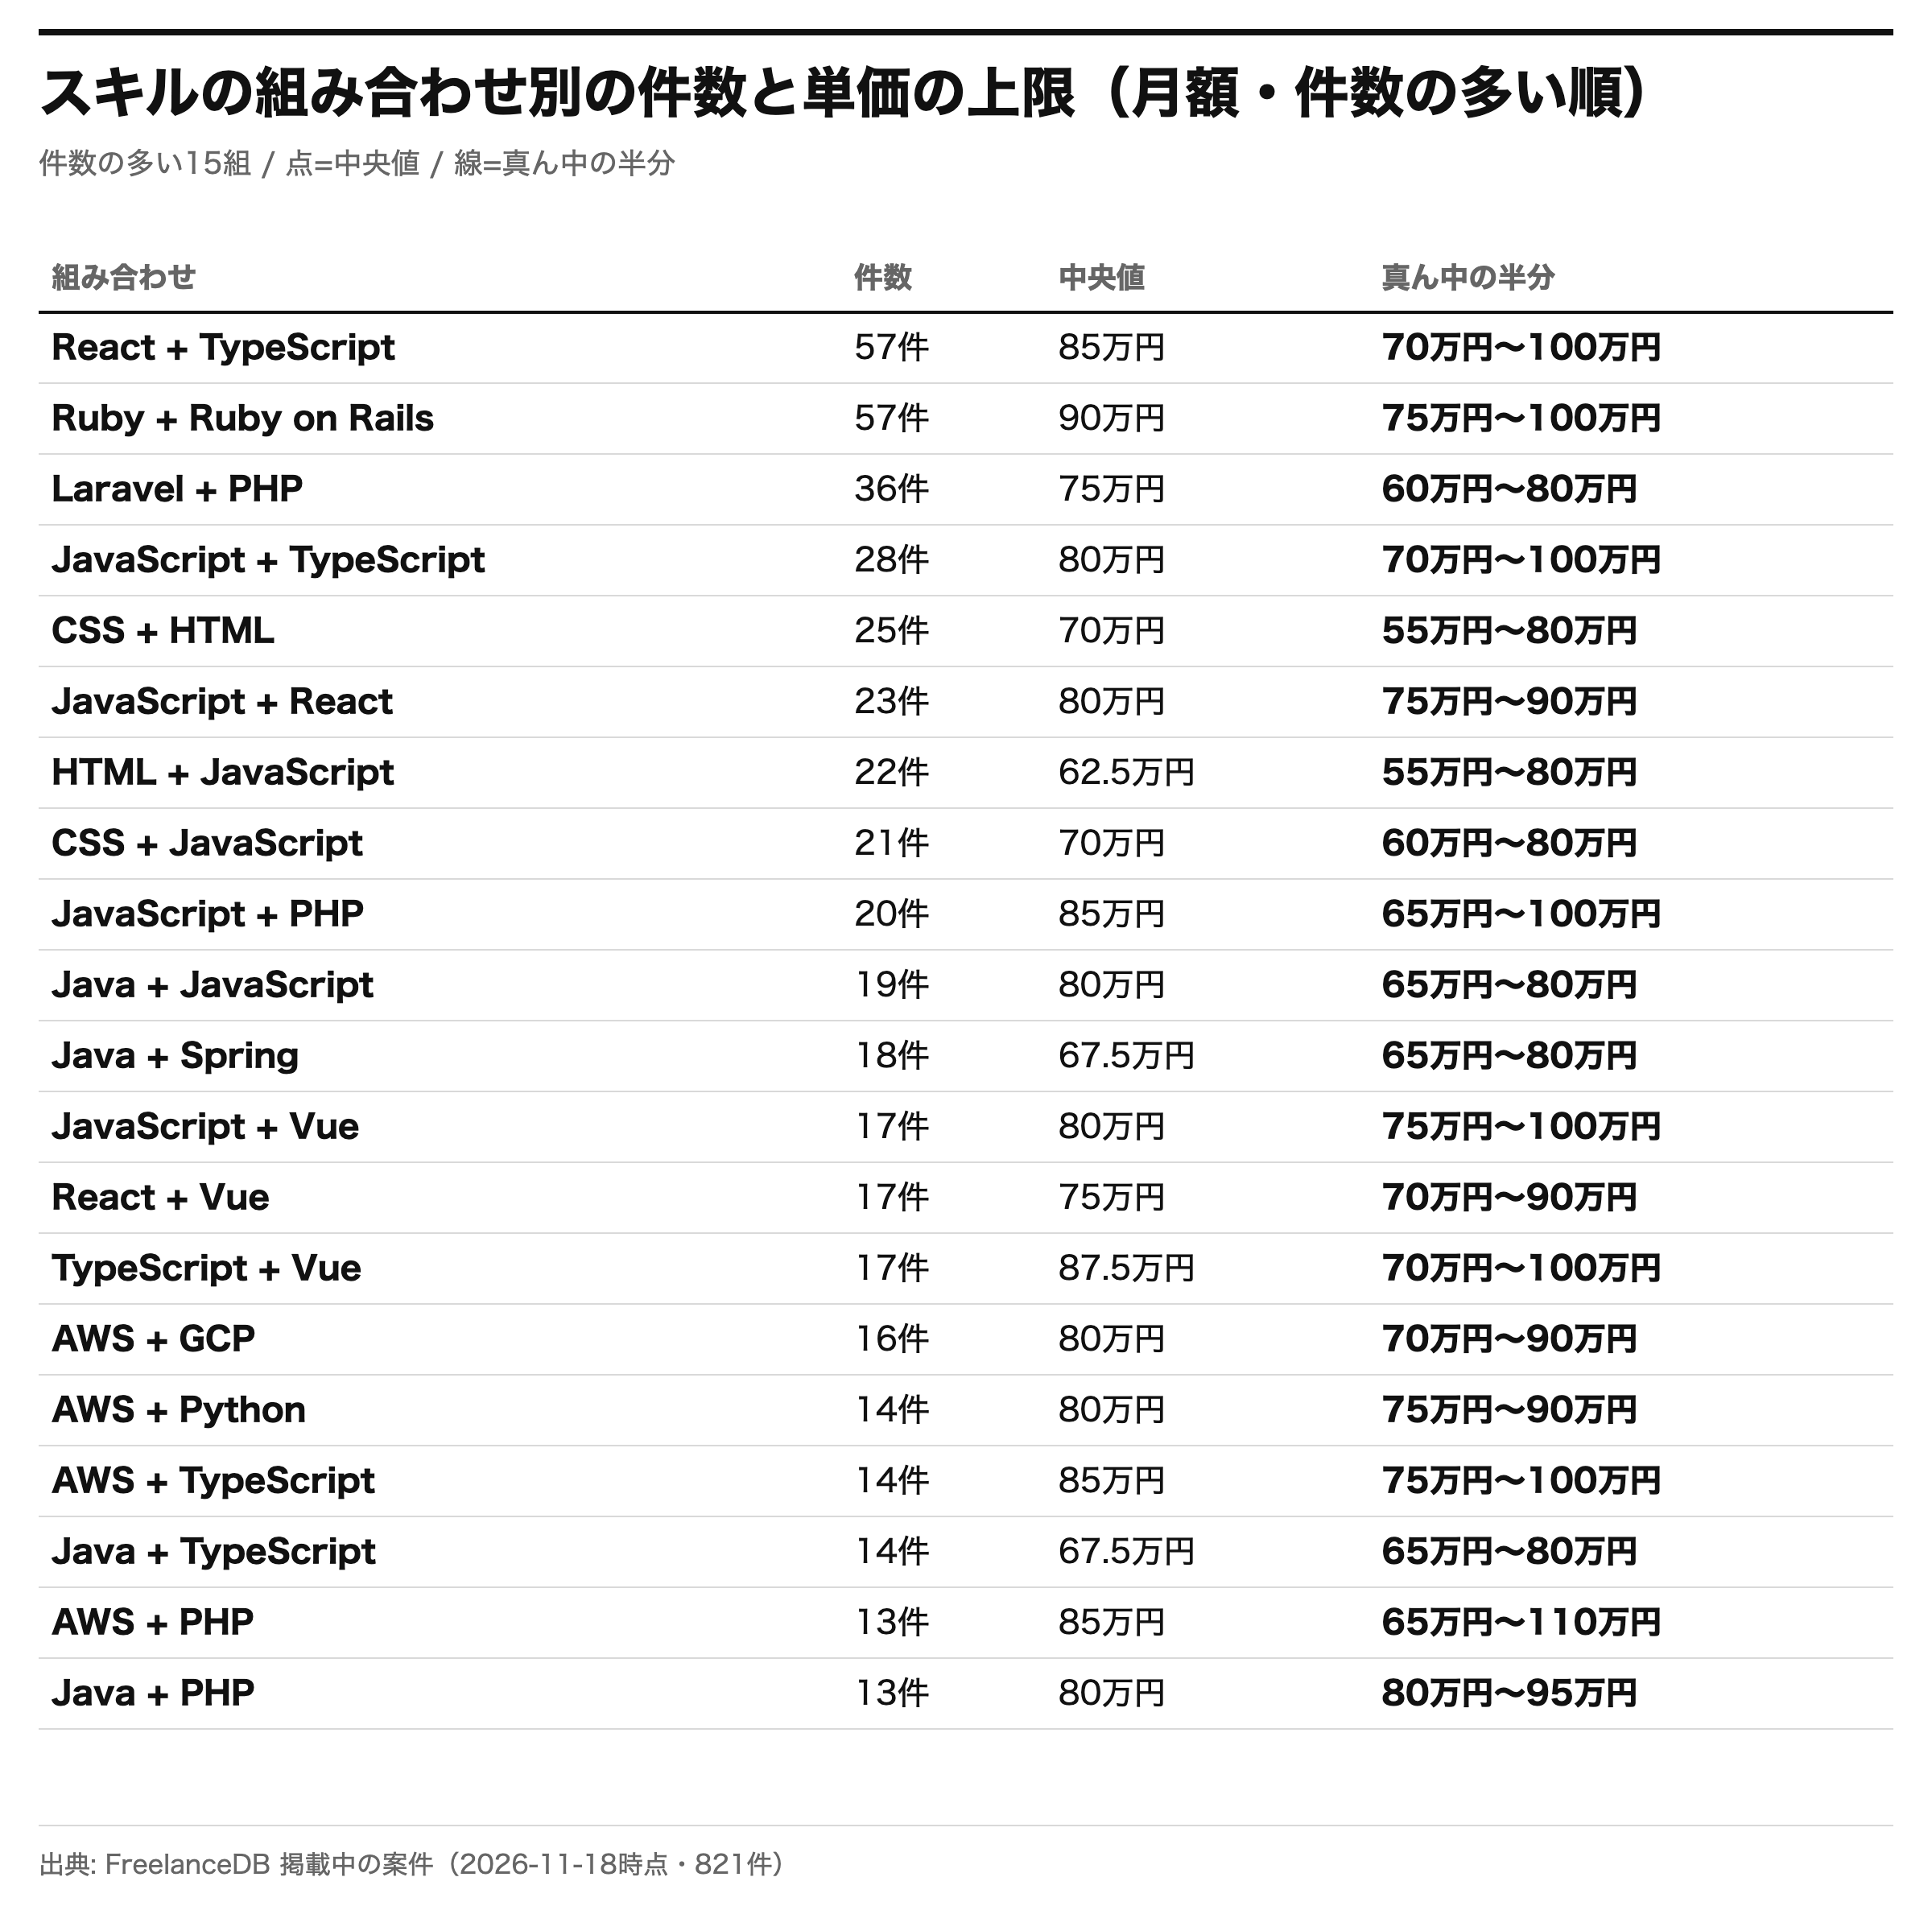 スキルの組み合わせ別の件数と単価の上限（月額・件数の多い順）
件数の多い15組 / 点=中央値 / 線=真ん中の半分
組み合わせ 件数 中央値 真ん中の半分
React + TypeScript 57件 85万円 70万円〜100万円
Ruby + Ruby on Rails 57件 90万円 75万円〜100万円
Laravel + PHP 36件 75万円 60万円〜80万円
JavaScript + TypeScript 28件 80万円 70万円〜100万円
CSS + HTML 25件 70万円 55万円〜80万円
JavaScript + React 23件 80万円 75万円〜90万円
HTML + JavaScript 22件 62.5万円 55万円〜80万円
CSS + JavaScript 21件 70万円 60万円〜80万円
JavaScript + PHP 20件 85万円 65万円〜100万円
Java + JavaScript 19件 80万円 65万円〜80万円
Java + Spring 18件 67.5万円 65万円〜80万円
JavaScript + Vue 17件 80万円 75万円〜100万円
React + Vue 17件 75万円 70万円〜90万円
TypeScript + Vue 17件 87.5万円 70万円〜100万円
AWS + GCP 16件 80万円 70万円〜90万円
AWS + Python 14件 80万円 75万円〜90万円
AWS + TypeScript 14件 85万円 75万円〜100万円
Java + TypeScript 14件 67.5万円 65万円〜80万円
AWS + PHP 13件 85万円 65万円〜110万円
Java + PHP 13件 80万円 80万円〜95万円
出典: FreelanceDB 掲載中の案件（2026-11-18時点・821件）